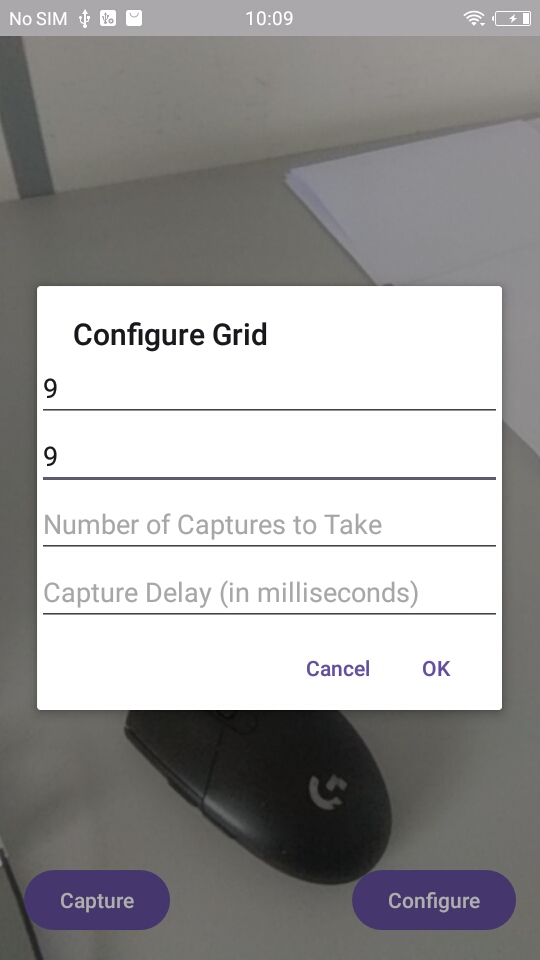 No SIM 10:09
Configure Grid
9
9
Number of Captures to Take
Capture Delay (in milliseconds)
Cancel OK
Capture Configure